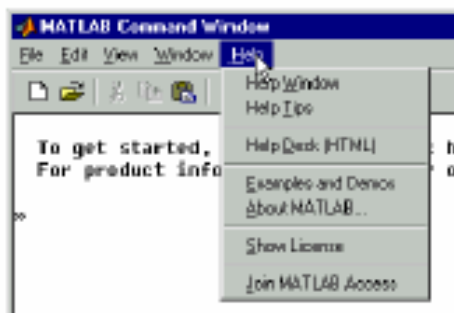 MATLAB Command Window
File Edit View Window Help
Help Window
Help Tips
Help Desk (HTML)
Examples and Demos
About MATLAB...
Show License
Join MATLAB Access
To get started,
For product info
»